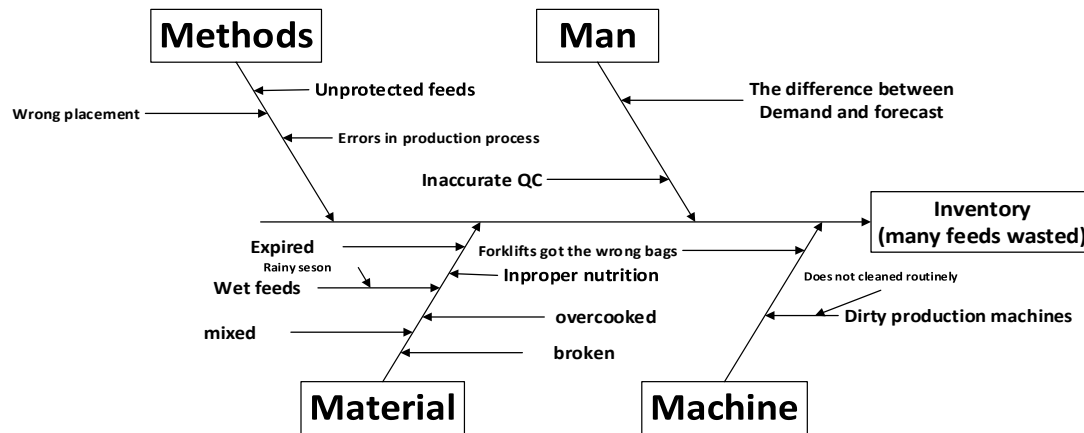 Methods
Man
Unprotected feeds
The difference between
Demand and forecast
Wrong placement
Errors in production process
Inaccurate QC
Inventory
(many feeds wasted)
Expired
Forklifts got the wrong bags
Rainy seson
Inproper nutrition
Does not cleaned routinely
Wet feeds
mixed
overcooked
Dirty production machines
broken
Material
Machine